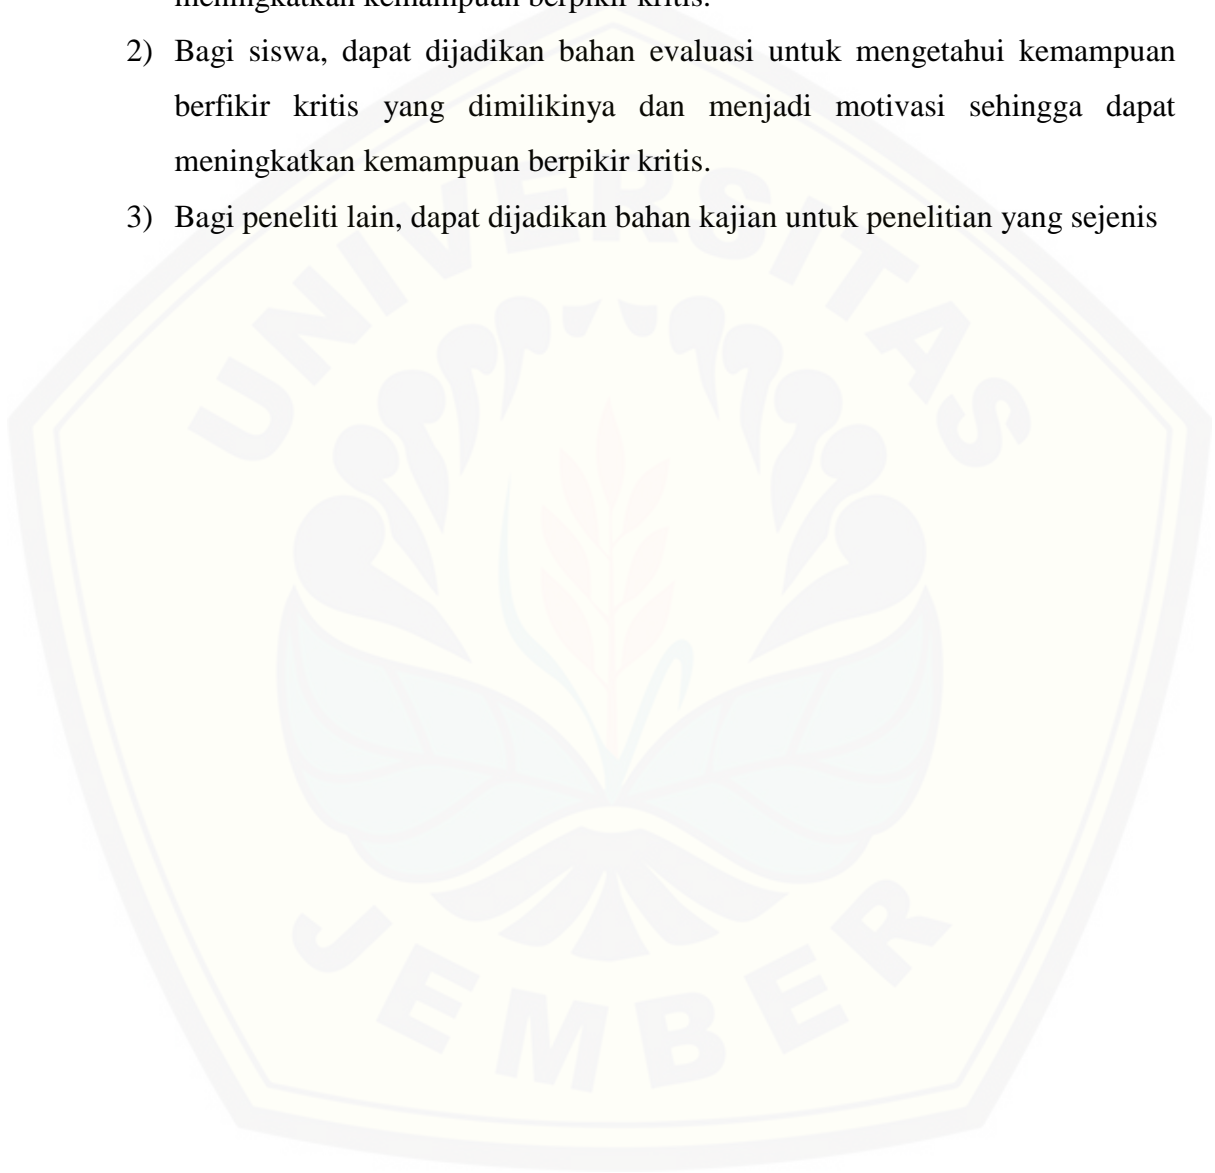 meningkatkan kemampuan berpikir kritis.
2) Bagi siswa, dapat dijadikan bahan evaluasi untuk mengetahui kemampuan
berfikir kritis yang dimilikinya dan menjadi motivasi sehingga dapat
meningkatkan kemampuan berpikir kritis.
3) Bagi peneliti lain, dapat dijadikan bahan kajian untuk penelitian yang sejenis
UNIVERSITAS
JEMBER